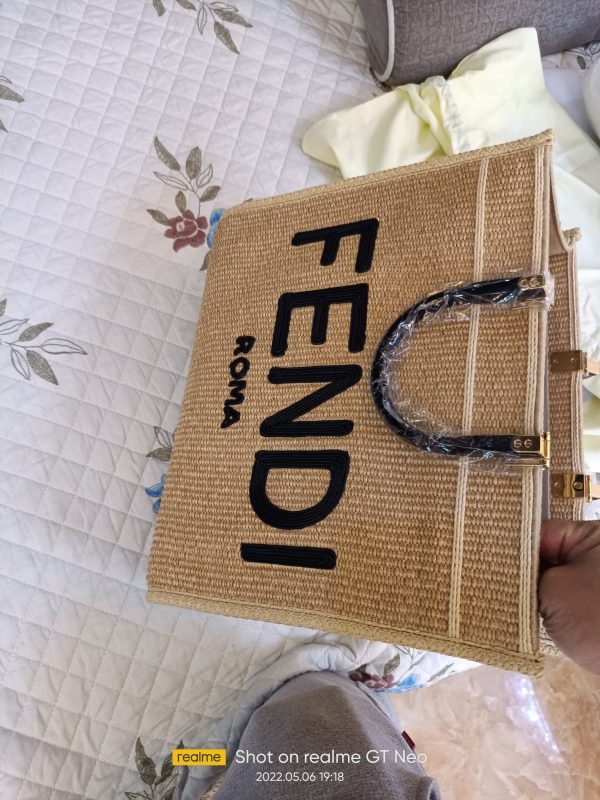 FENDI
ROMA
realme
Shot on realme GT Neo
2022.05.06 19:18